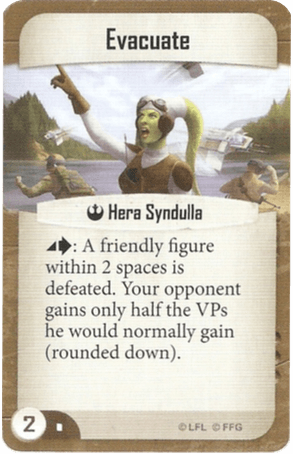 Evacuate
Hera Syndulla
: A friendly figure
within 2 spaces is
defeated. Your opponent
gains only half the VPs
he would normally gain
(rounded down).
2
©LFL ©FFG